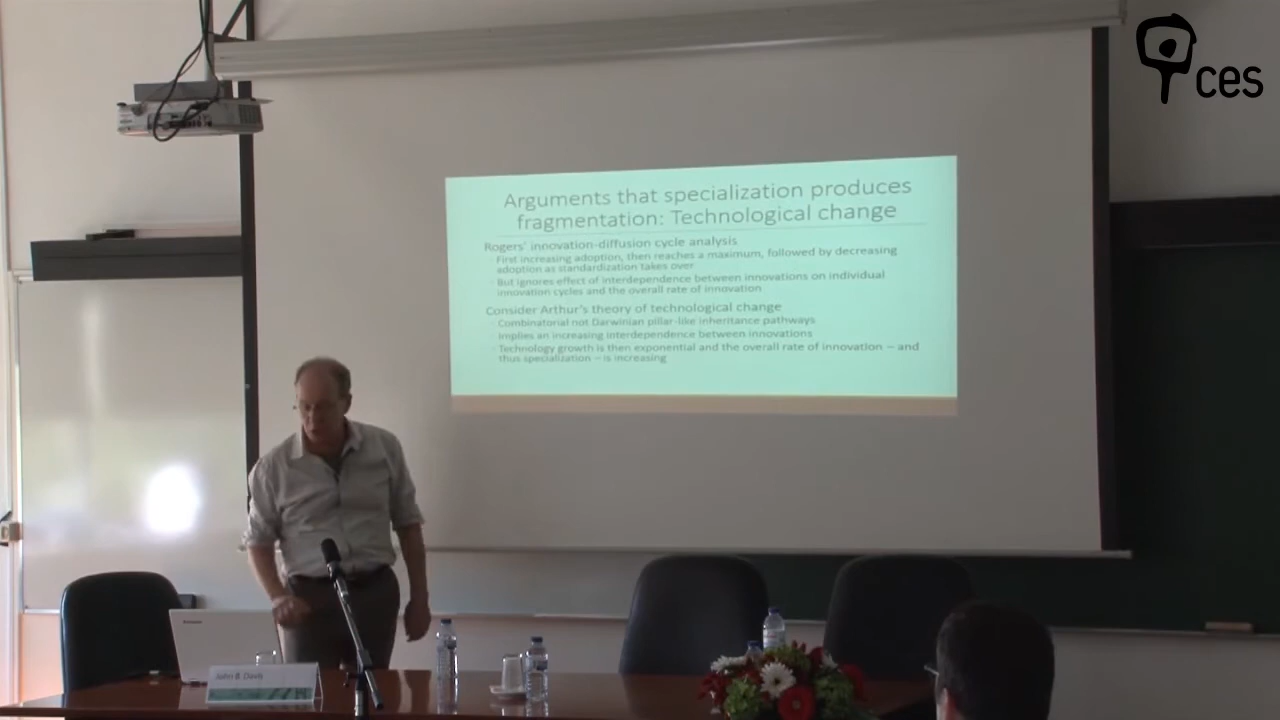 ces
Arguments that specialization produces
fragmentation: Technological change
Rogers' innovation-diffusion cycle analysis
First increasing adoption, then reaches a maximum, followed by decreasing
adoption as standardization takes over
But ignores effect of interdependence between innovations on individual
innovation cycles and the overall rate of innovation
Consider Arthur's theory of technological change
Combinatorial not Darwinian pillar-like inheritance pathways
Implies an increasing interdependence between innovations
Technology growth is then exponential and the overall rate of innovation – and
thus specialization – is increasing
John B. Davis